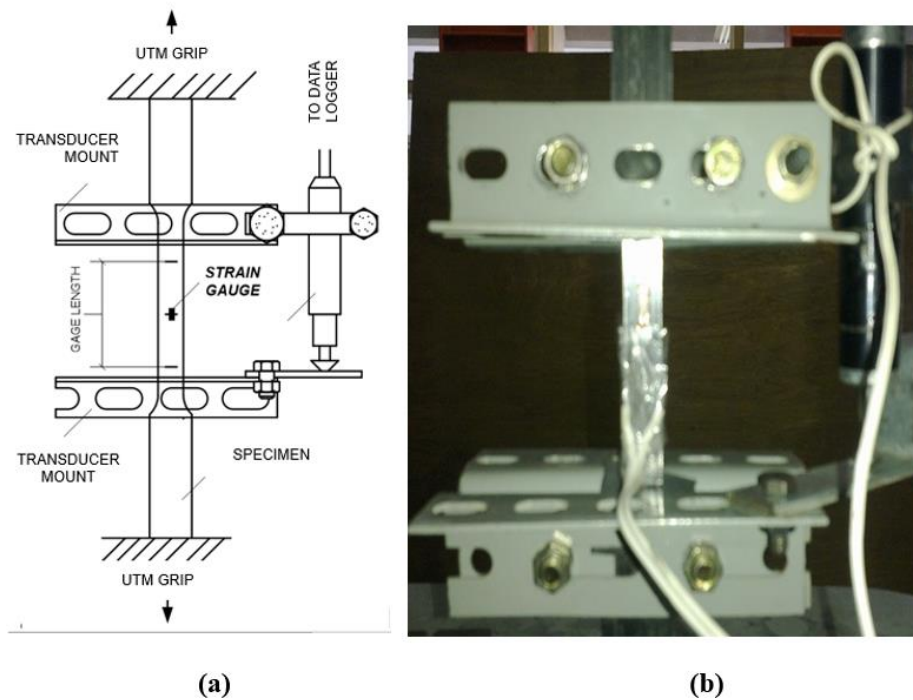 UTM GRIP
TO DATA
LOGGER
TRANSDUCER
MOUNT
STRAIN
GAUGE
GAGE LENGTH
SPECIMEN
TRANSDUCER
MOUNT
UTM GRIP
(a)
(b)